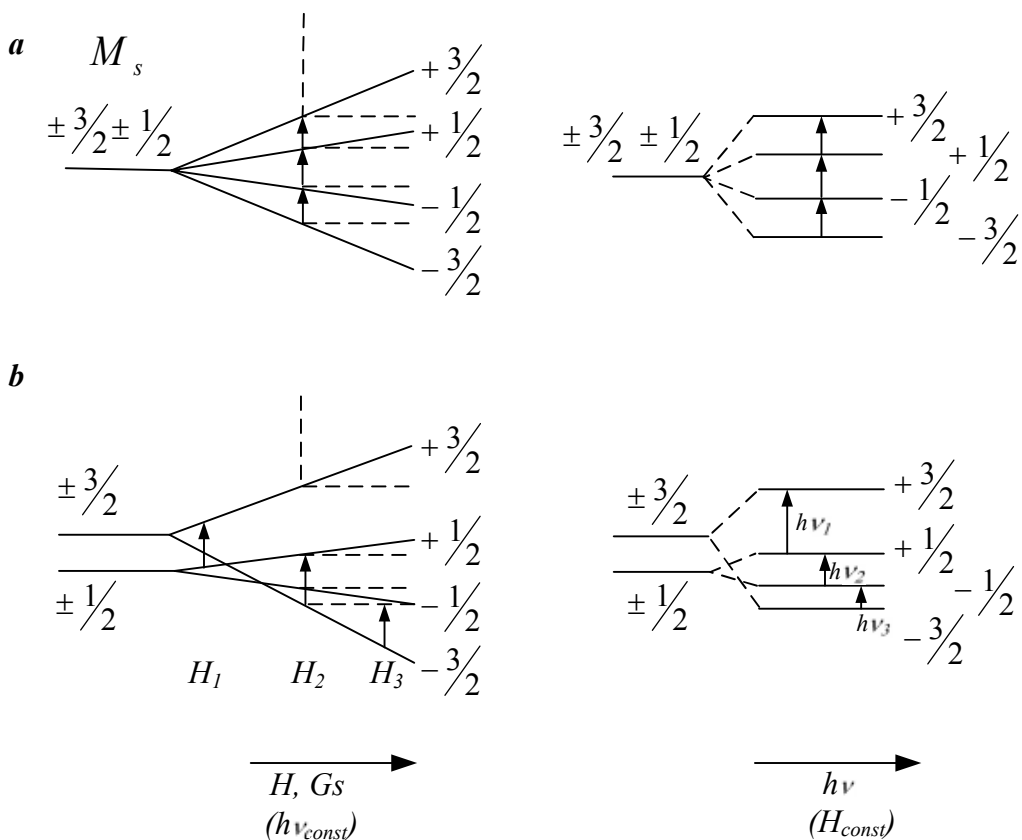 a
M_s
± 3/2 ± 1/2
+ 3/2
+ 1/2
− 1/2
− 3/2
± 3/2 ± 1/2
+ 3/2
+ 1/2
− 1/2
− 3/2
b
± 3/2
± 1/2
+ 3/2
+ 1/2
− 1/2
− 3/2
H_1 H_2 H_3
± 3/2
± 1/2
+ 3/2
+ 1/2
− 1/2
− 3/2
hν_1
hν_2
hν_3
H, Gs
(hν_const)
hν
(H_const)